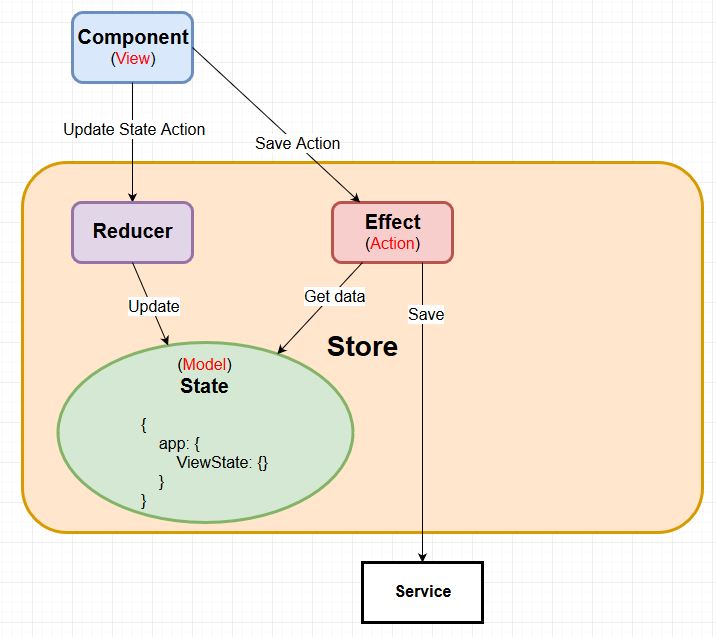 Component
(View)
Update State Action
Save Action
Reducer
Effect
(Action)
Update
Get data
Save
Store
(Model)
State
{
app: {
ViewState: {}
}
}
Service